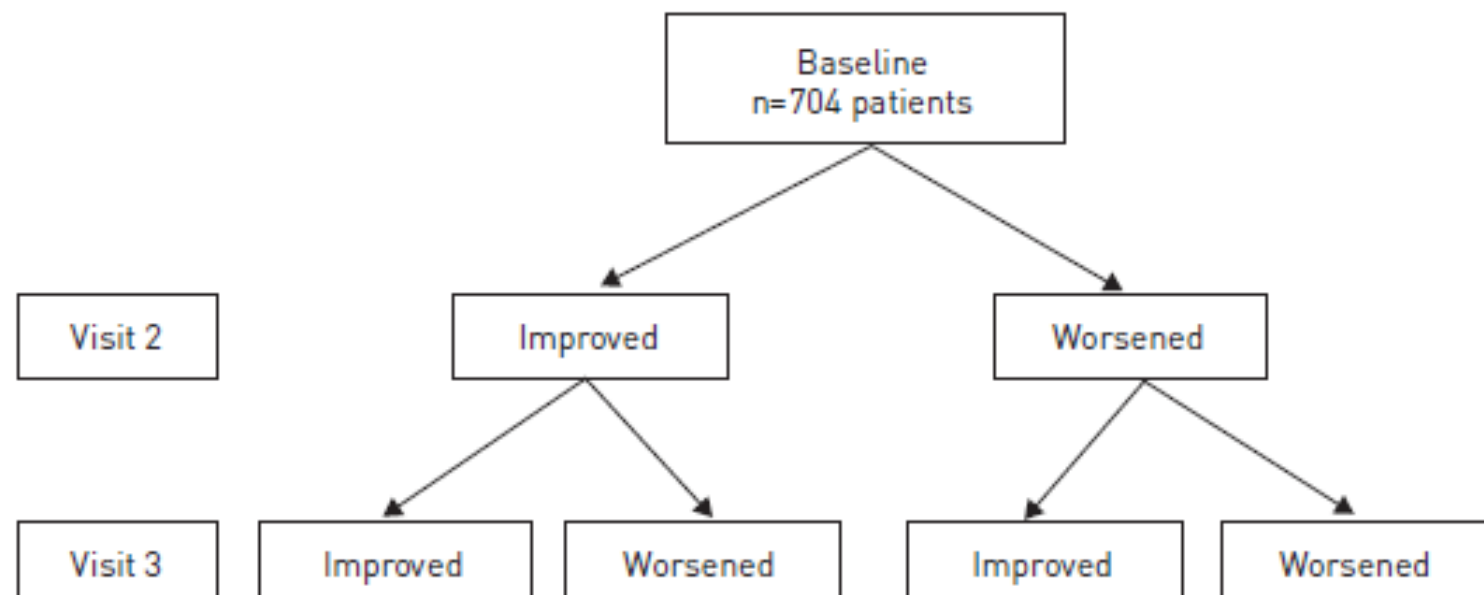 Baseline
n=704 patients
Visit 2
Improved
Worsened
Visit 3
Improved
Worsened
Improved
Worsened